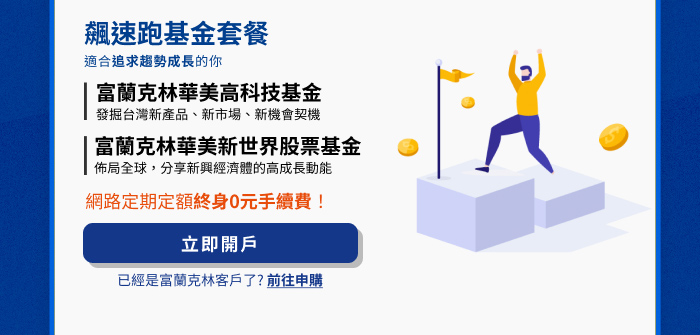 飆速跑基金套餐
適合追求趨勢成長的你
富蘭克林華美高科技基金
發掘台灣新產品、新市場、新機會契機
富蘭克林華美新世界股票基金
佈局全球，分享新興經濟體的高成長動能
網路定期定額終身0元手續費！
立即開戶
已經是富蘭克林客戶了? 前往申購